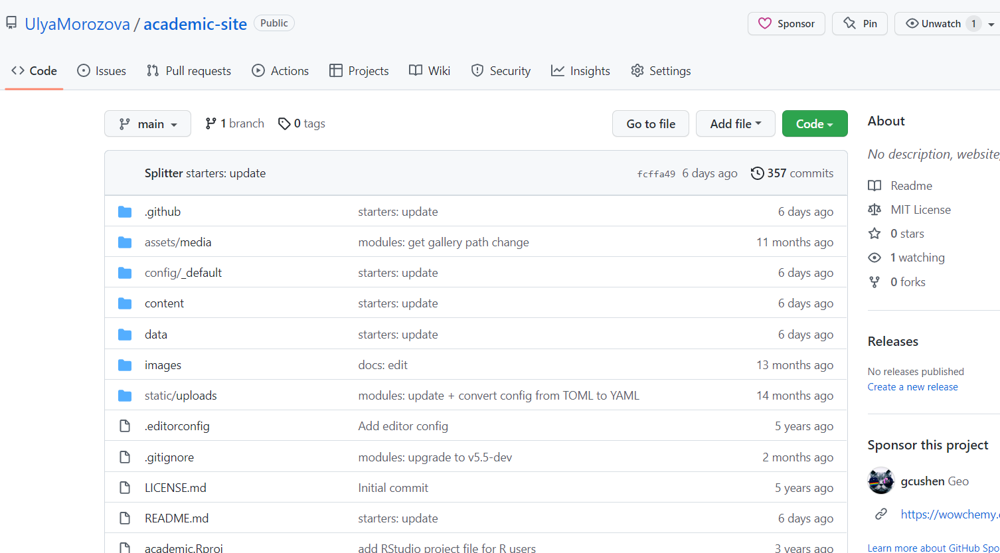 UlyaMorozova / academic-site Public
Sponsor Pin Unwatch 1
Code Issues Pull requests Actions Projects Wiki Security Insights Settings
main 1 branch 0 tags Go to file Add file Code
Splitter starters: update fcffa49 6 days ago 357 commits
.github starters: update 6 days ago
assets/media modules: get gallery path change 11 months ago
config/_default starters: update 6 days ago
content starters: update 6 days ago
data starters: update 6 days ago
images docs: edit 13 months ago
static/uploads modules: update + convert config from TOML to YAML 14 months ago
.editorconfig Add editor config 5 years ago
.gitignore modules: upgrade to v5.5-dev 2 months ago
LICENSE.md Initial commit 5 years ago
README.md starters: update 6 days ago
academic.Rproj add RStudio project file for R users 3 years ago
About
No description, website,
Readme
MIT License
0 stars
1 watching
0 forks
Releases
No releases published
Create a new release
Sponsor this project
gcushen Geo
https://wowchemy.
Learn more about GitHub Spo